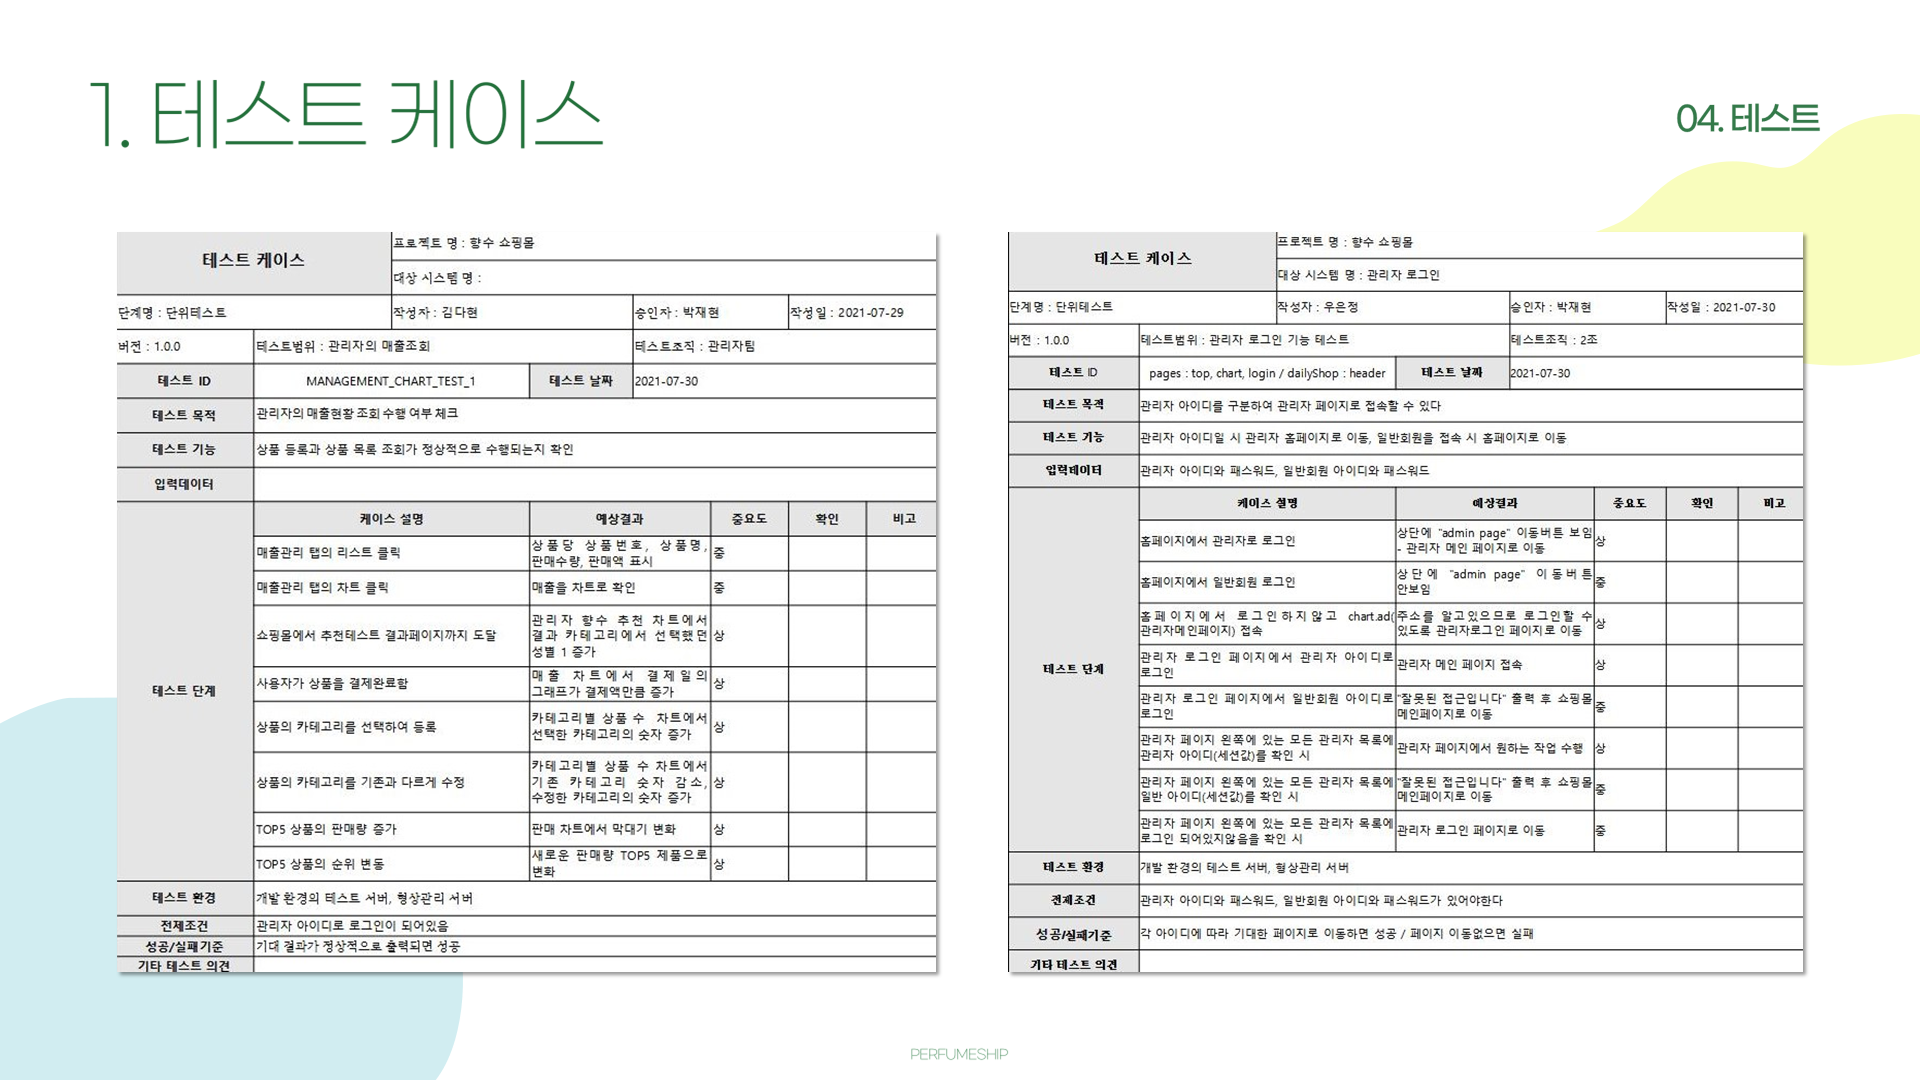 1. 테스트 케이스
04. 테스트
테스트 케이스
프로젝트 명 : 향수 쇼핑몰
대상 시스템 명 :
단계명 : 단위테스트
작성자 : 김다현
승인자 : 박재현
작성일 : 2021-07-29
버전 : 1.0.0
테스트범위 : 관리자의 매출조회
테스트조직 : 관리자팀
테스트 ID
MANAGEMENT_CHART_TEST_1
테스트 날짜
2021-07-30
테스트 목적
관리자의 매출현황 조회 수행 여부 체크
테스트 기능
상품 등록과 상품 목록 조회가 정상적으로 수행되는지 확인
입력데이터
테스트 단계
케이스 설명
예상결과
중요도
확인
비고
매출관리 탭의 리스트 클릭
상품당 상품번호, 상품명,
판매수량, 판매액 표시
중
매출관리 탭의 차트 클릭
매출을 차트로 확인
중
쇼핑몰에서 추천테스트 결과페이지까지 도달
관리자 향수 추천 차트에서
결과 카테고리에서 선택했던
성별 1 증가
상
사용자가 상품을 결제완료함
매출 차트에서 결제일의
그래프가 결제액만큼 증가
상
상품의 카테고리를 선택하여 등록
카테고리별 상품 수 차트에서
선택한 카테고리의 숫자 증가
상
상품의 카테고리를 기존과 다르게 수정
카테고리별 상품 수 차트에서
기존 카테고리 숫자 감소,
수정한 카테고리의 숫자 증가
상
TOP5 상품의 판매량 증가
판매 차트에서 막대기 변화
상
TOP5 상품의 순위 변동
새로운 판매량 TOP5 제품으로
변화
상
테스트 환경
개발 환경의 테스트 서버, 형상관리 서버
전제조건
관리자 아이디로 로그인이 되어있음
성공/실패기준
기대 결과가 정상적으로 출력되면 성공
기타 테스트 의견
테스트 케이스
프로젝트 명 : 향수 쇼핑몰
대상 시스템 명 : 관리자 로그인
단계명 : 단위테스트
작성자 : 우은정
승인자 : 박재현
작성일 : 2021-07-30
버전 : 1.0.0
테스트범위 : 관리자 로그인 기능 테스트
테스트조직 : 2조
테스트 ID
pages : top, chart, login / dailyShop : header
테스트 날짜
2021-07-30
테스트 목적
관리자 아이디를 구분하여 관리자 페이지로 접속할 수 있다
테스트 기능
관리자 아이디일 시 관리자 홈페이지로 이동, 일반회원을 접속 시 홈페이지로 이동
입력데이터
관리자 아이디와 패스워드, 일반회원 아이디와 패스워드
테스트 단계
케이스 설명
예상결과
중요도
확인
비고
홈페이지에서 관리자로 로그인
상단에 "admin page" 이동버튼 보임
- 관리자 메인 페이지로 이동
상
홈페이지에서 일반회원 로그인
상단에 "admin page" 이동버튼
안보임
중
홈페이지에서 로그인하지 않고 chart.ad(
관리자메인페이지) 접속
주소를 알고있으므로 로그인할 수
있도록 관리자로그인 페이지로 이동
상
관리자 로그인 페이지에서 관리자 아이디로
로그인
관리자 메인 페이지 접속
상
관리자 로그인 페이지에서 일반회원 아이디로
로그인
"잘못된 접근입니다" 출력 후 쇼핑몰
메인페이지로 이동
중
관리자 페이지 왼쪽에 있는 모든 관리자 목록에
관리자 아이디(세션값)를 확인 시
관리자 페이지에서 원하는 작업 수행
상
관리자 페이지 왼쪽에 있는 모든 관리자 목록에
일반 아이디(세션값)를 확인 시
"잘못된 접근입니다" 출력 후 쇼핑몰
메인페이지로 이동
중
관리자 페이지 왼쪽에 있는 모든 관리자 목록에
로그인 되어있지않음을 확인 시
관리자 로그인 페이지로 이동
중
테스트 환경
개발 환경의 테스트 서버, 형상관리 서버
전제조건
관리자 아이디와 패스워드, 일반회원 아이디와 패스워드가 있어야한다
성공/실패기준
각 아이디에 따라 기대한 페이지로 이동하면 성공 / 페이지 이동없으면 실패
기타 테스트 의견
PERFUMESHIP